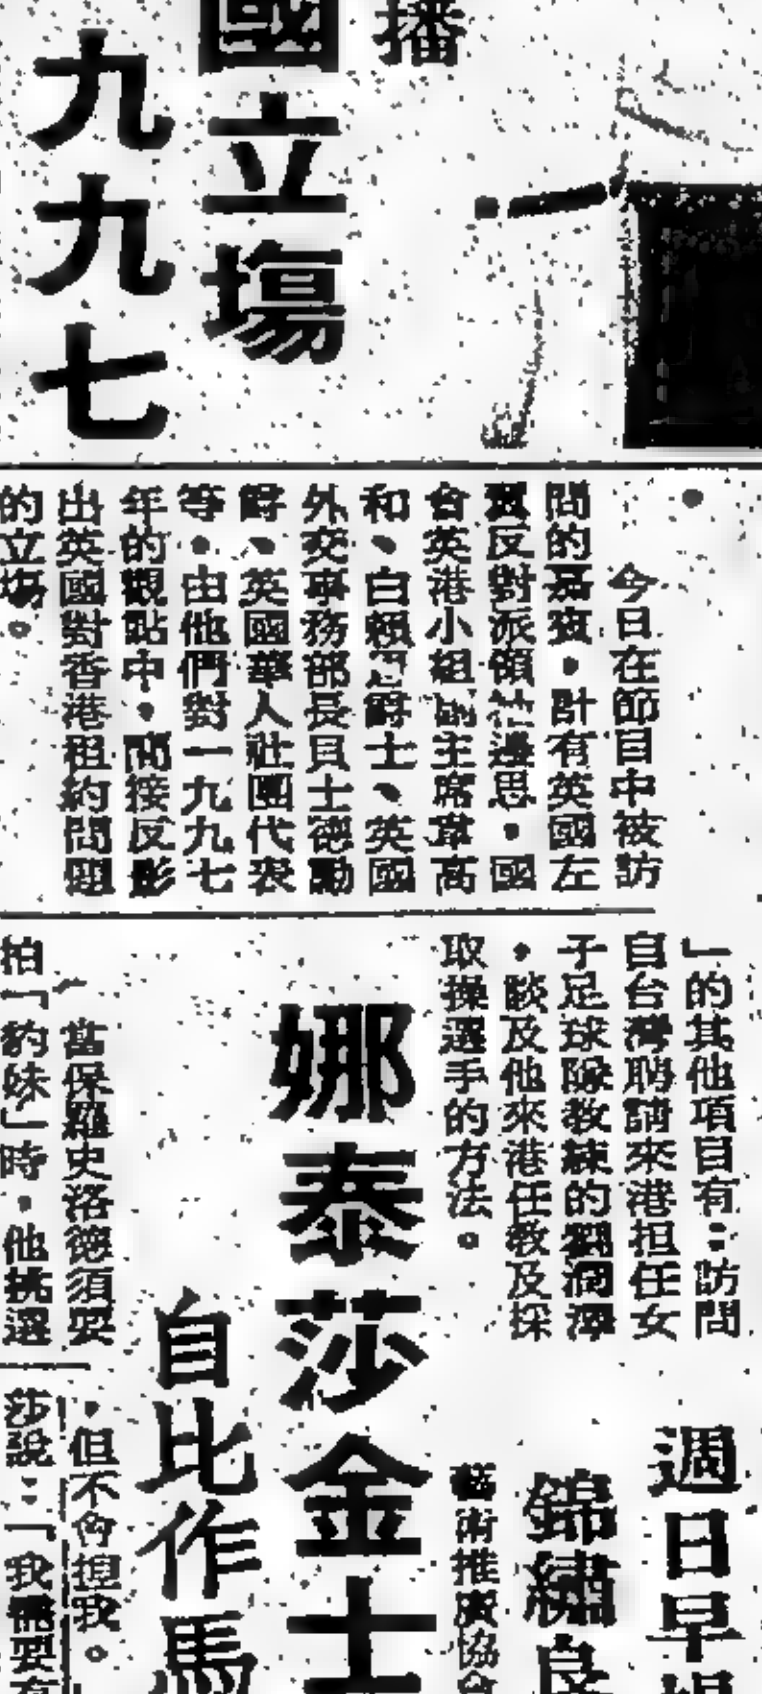 播
國立場
九九七
今日在節目中被訪
問的嘉賓，計有英國左
翼反對派領袖邊思，國
會英港小組副主席韋高
和、白賴仁爵士、英國
外交事務部長貝士德勳
爵、英國華人社團代表
等，由他們對一九九七
年的觀點中，間接反影
出英國對香港租約問題
的立場。
」的其他項目有：訪問
自台灣聘請來港担任女
子足球隊教練的劉潤澤
，談及他來港任教及採
取操選手的方法。
週日早場
錦繡良
藝術推廣協會
娜泰莎金士
自比作馬
當保羅史洛德須要
拍「豹妹」時，他挑選
，但不會揾我。
莎說：「我需要有